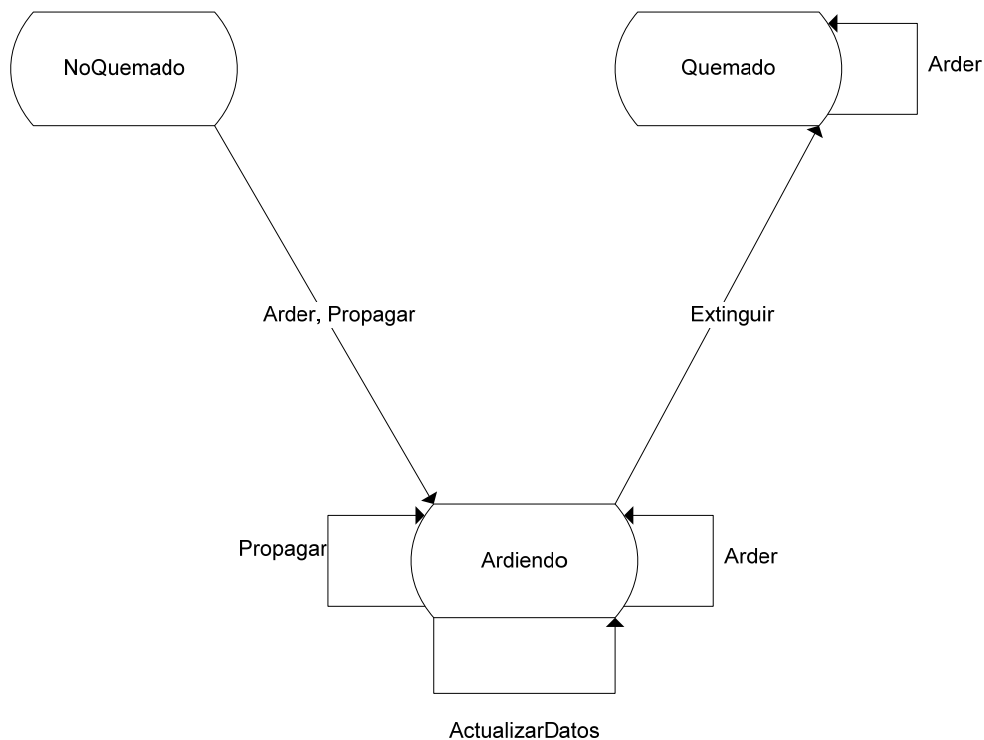 NoQuemado
Quemado
Arder
Arder, Propagar
Extinguir
Propagar
Ardiendo
Arder
ActualizarDatos